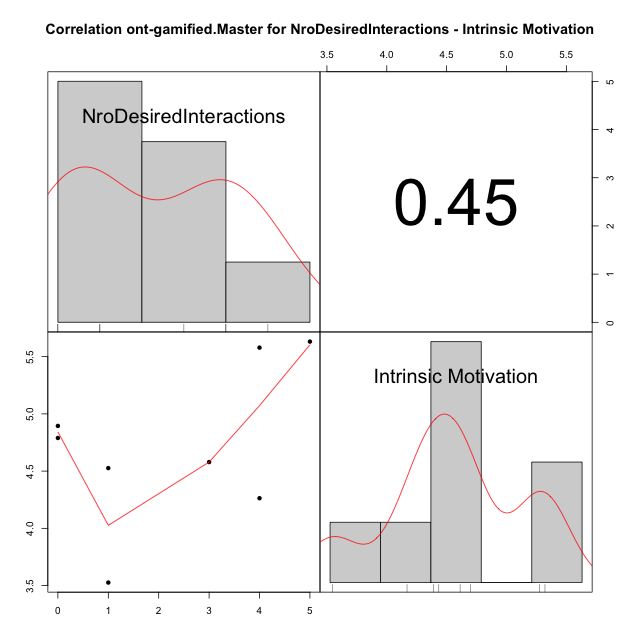 Correlation ont-gamified.Master for NroDesiredInteractions - Intrinsic Motivation
3.5 4.0 4.5 5.0 5.5
NroDesiredInteractions
0.45
5
4
3
2
1
0
Intrinsic Motivation
5.5
5.0
4.5
4.0
3.5
0 1 2 3 4 5